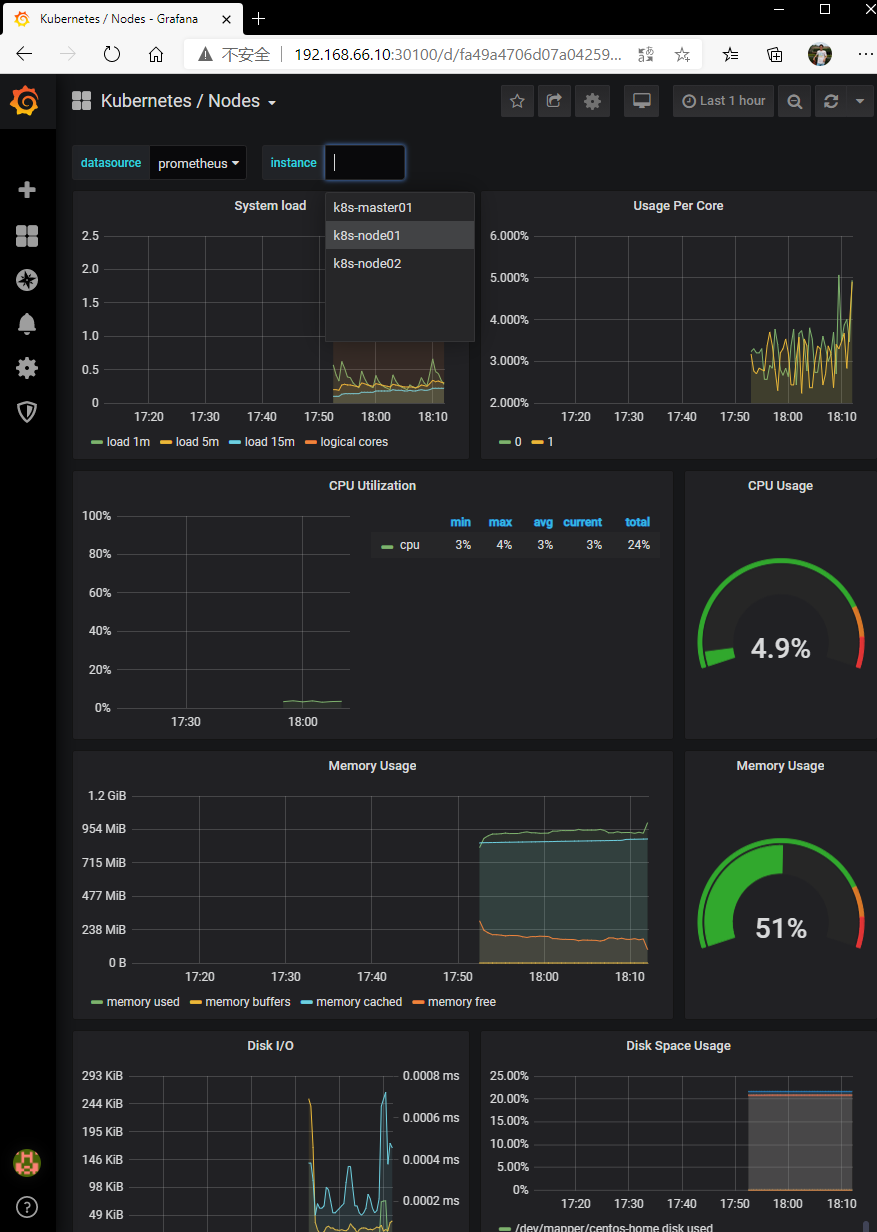 Kubernetes / Nodes - Grafana
不安全 192.168.66.10:30100/d/fa49a4706d07a04259...
Kubernetes / Nodes
Last 1 hour
datasource prometheus instance
k8s-master01
k8s-node01
k8s-node02
System load
2.5
2.0
1.5
1.0
0.5
0
17:20 17:30 17:40 17:50 18:00 18:10
load 1m load 5m load 15m logical cores
Usage Per Core
6.000%
5.000%
4.000%
3.000%
2.000%
17:20 17:30 17:40 17:50 18:00 18:10
0 1
CPU Utilization
100%
80%
60%
40%
20%
0%
17:30 18:00
min max avg current total
cpu 3% 4% 3% 3% 24%
CPU Usage
4.9%
Memory Usage
1.2 GiB
954 MiB
715 MiB
477 MiB
238 MiB
0 B
17:20 17:30 17:40 17:50 18:00 18:10
memory used memory buffers memory cached memory free
Memory Usage
51%
Disk I/O
293 KiB
244 KiB
195 KiB
146 KiB
98 KiB
49 KiB
0.0008 ms
0.0006 ms
0.0004 ms
0.0002 ms
Disk Space Usage
25.00%
20.00%
15.00%
10.00%
5.00%
0%
17:20 17:30 17:40 17:50 18:00 18:10
/dev/mapper/centos-home disk used